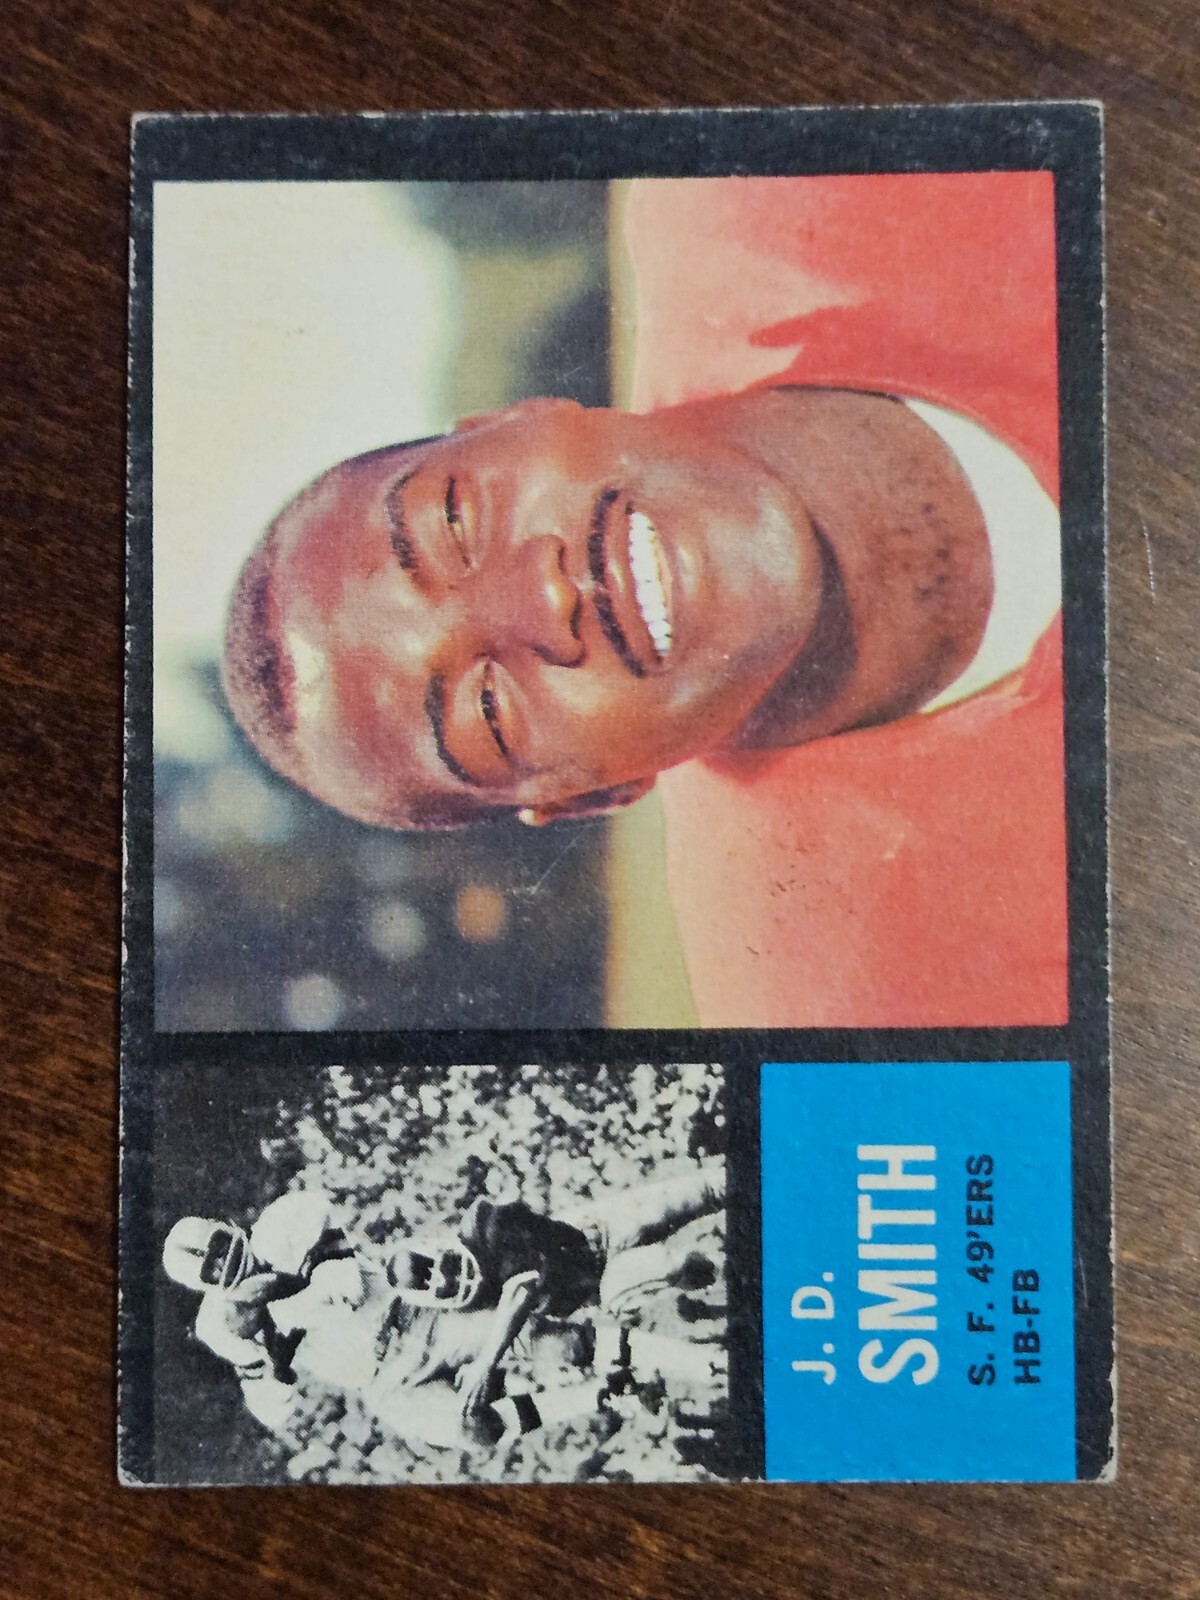 J. D.
SMITH
S. F. 49'ERS
HB-FB